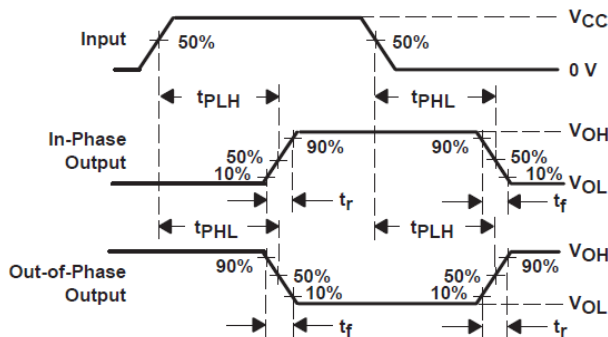 VCC
Input
50%
50%
0 V
tPLH
tPHL
In-Phase
Output
VOH
90%
90%
50%
50%
10%
10%
VOL
tr
tf
tPHL
tPLH
Out-of-Phase
Output
VOH
90%
90%
50%
50%
10%
10%
VOL
tf
tr